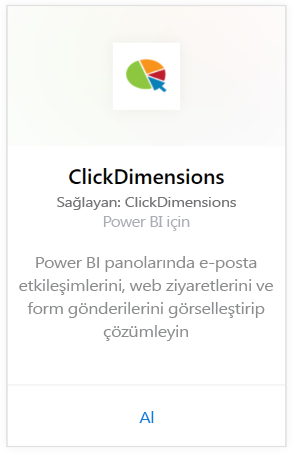 ClickDimensions
Sağlayan: ClickDimensions
Power BI için
Power BI panolarında e-posta
etkileşimlerini, web ziyaretlerini ve
form gönderilerini görselleştirip
çözümleyin
Al